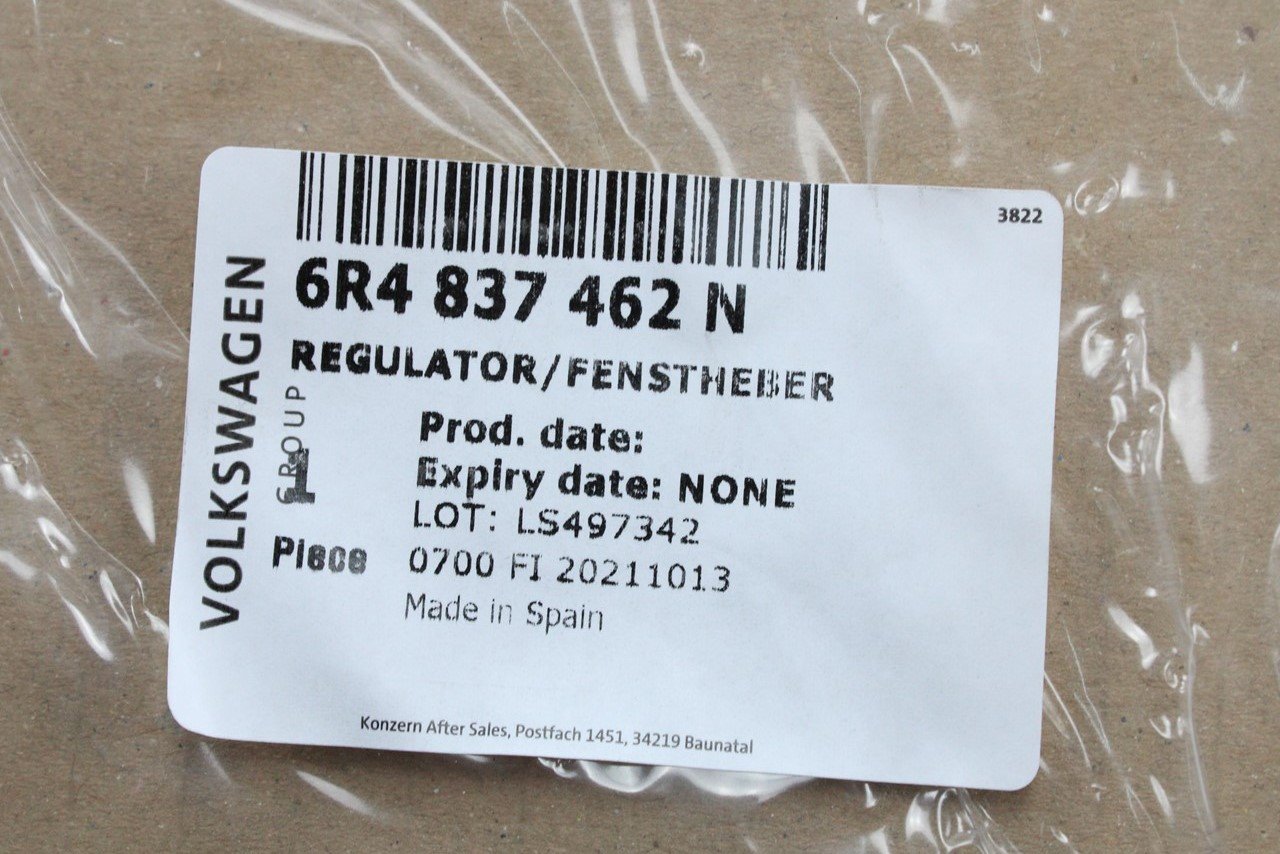 3822
6R4 837 462 N
REGULATOR/FENSTHEBER
VOLKSWAGEN
GROUP
1
Piece
Prod. date:
Expiry date: NONE
LOT: LS497342
0700 FI 20211013
Made in Spain
Konzern After Sales, Postfach 1451, 34219 Baunatal